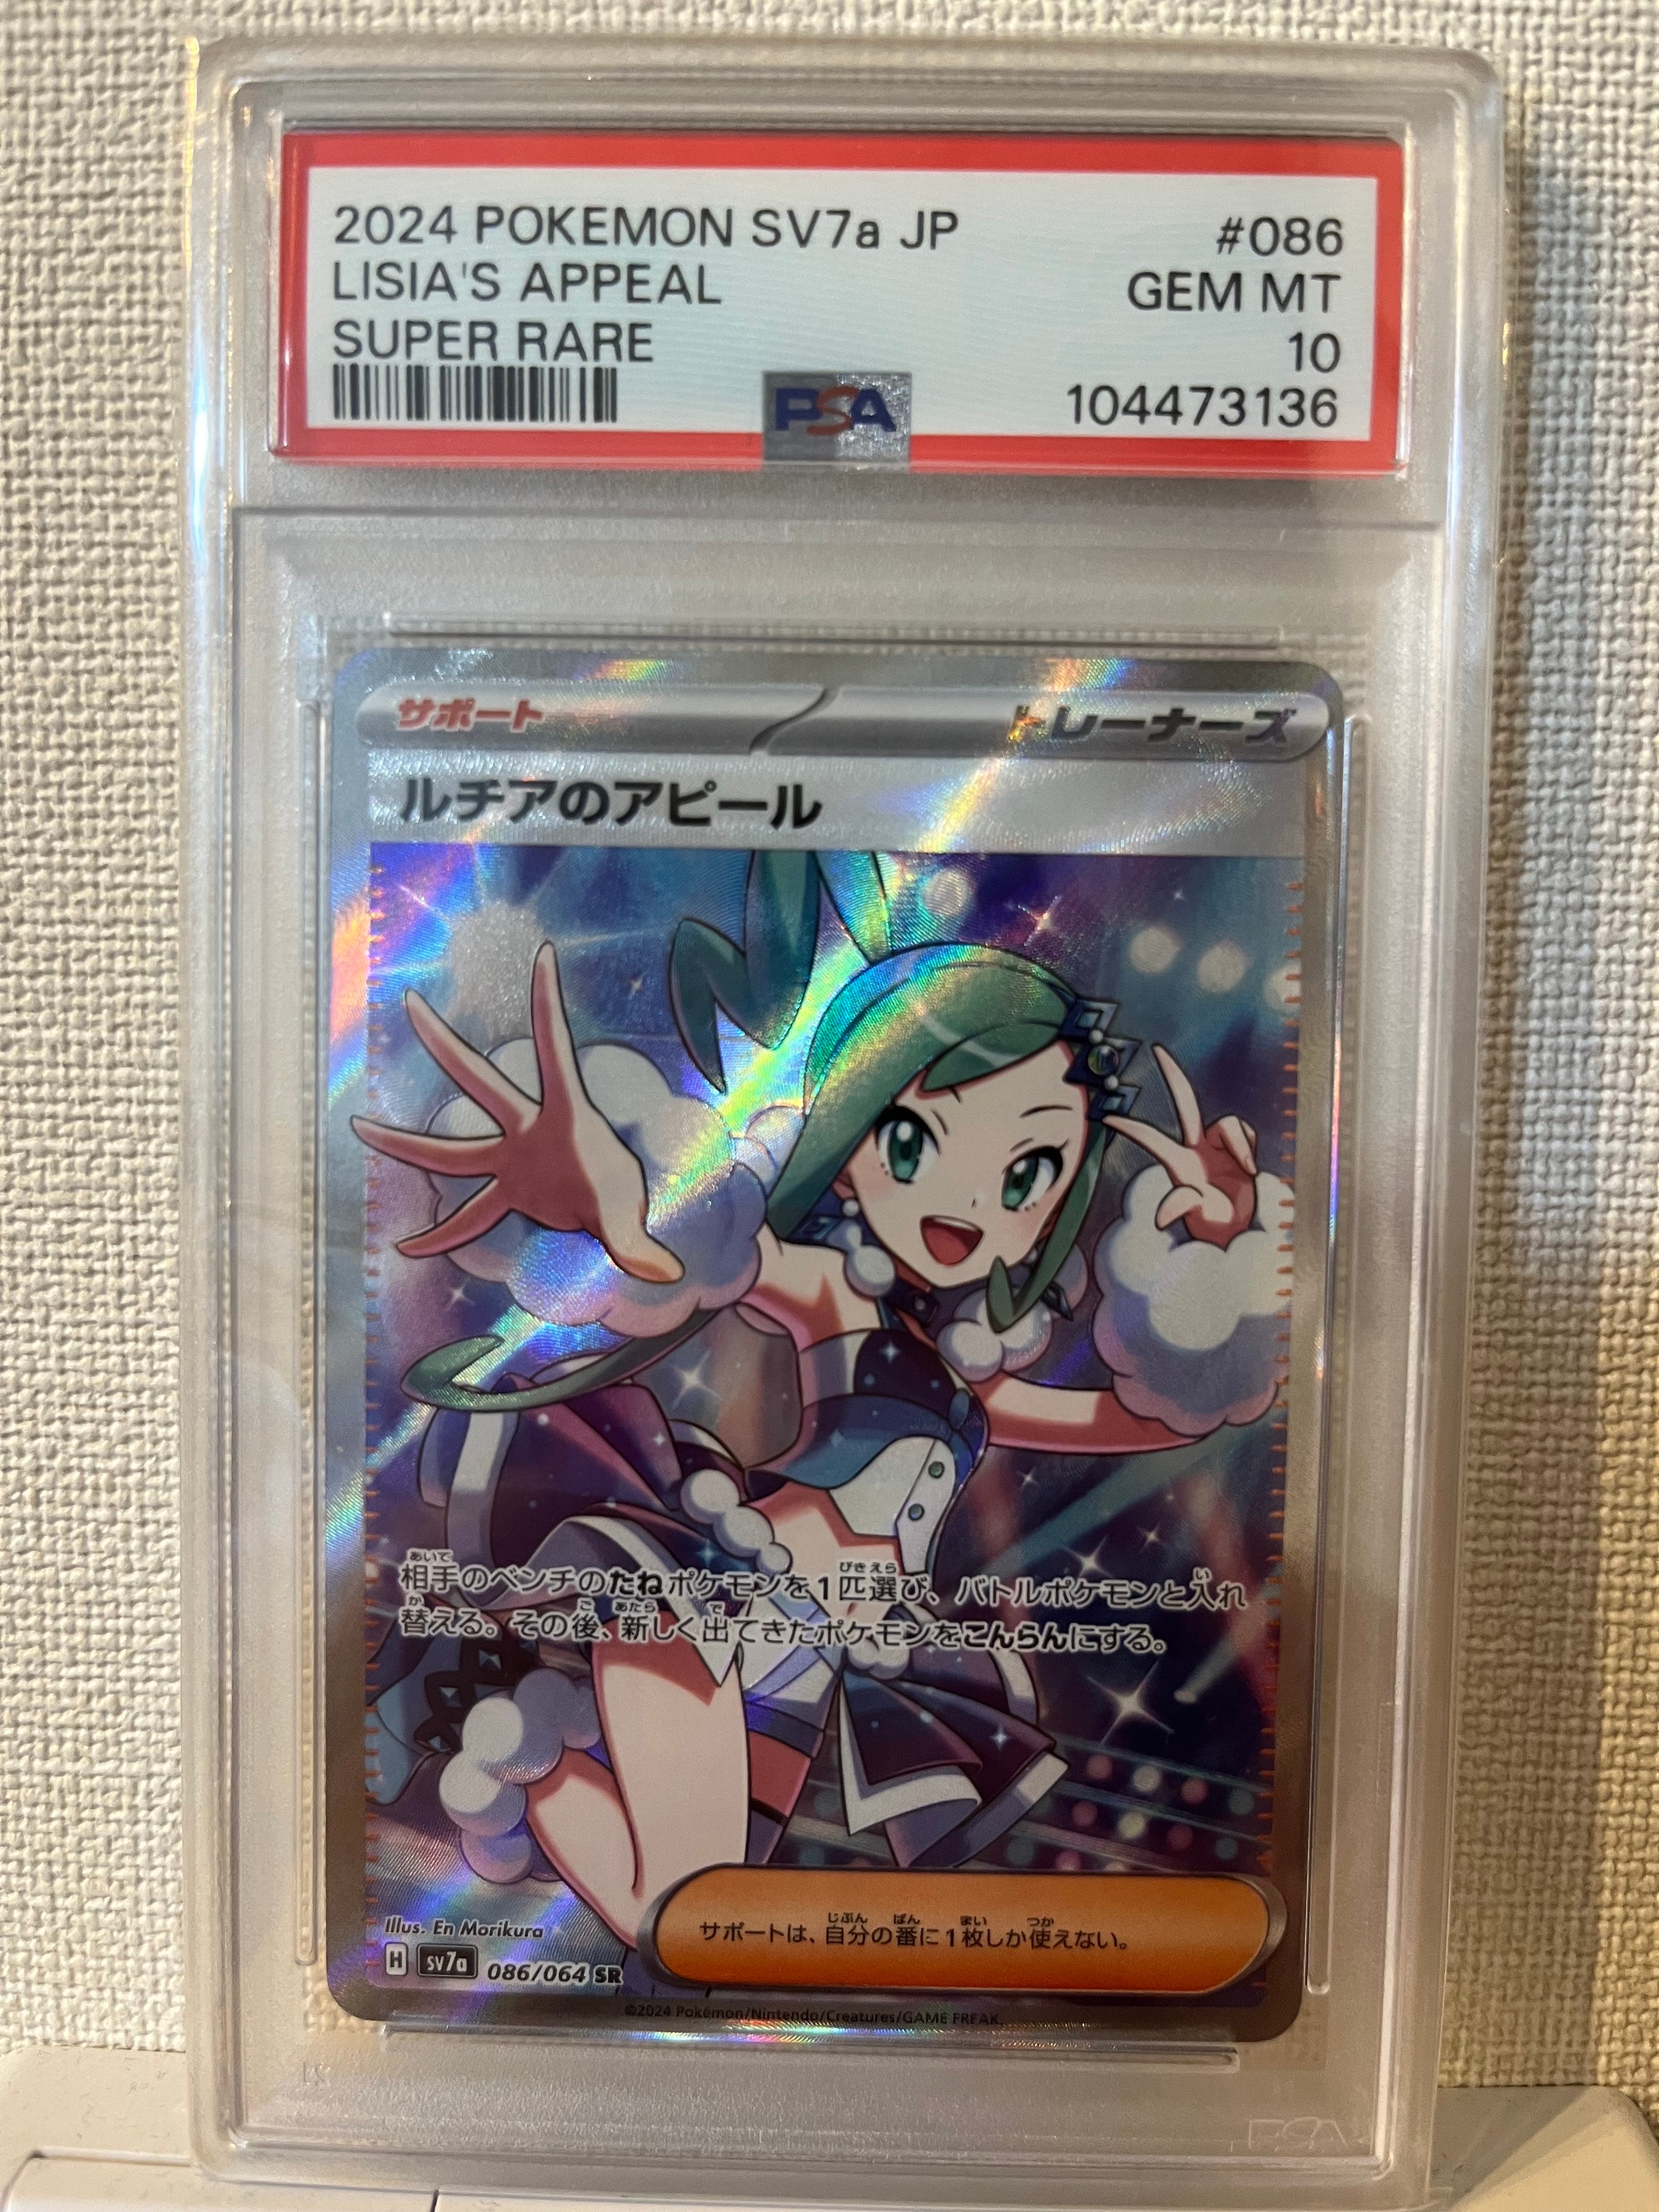 2024 POKEMON SV7a JP #086
LISIA'S APPEAL GEM MT
SUPER RARE 10
PSA 104473136
サポート トレーナーズ
ルチアのアピール
相手のベンチのたねポケモンを1匹選び、バトルポケモンと入れ
替える。その後、新しく出てきたポケモンをこんらんにする。
サポートは、自分の番に1枚しか使えない。
Illus. En Morikura
H sv7a 086/064 SR
©2024 Pokémon/Nintendo/Creatures/GAME FREAK.
PSA